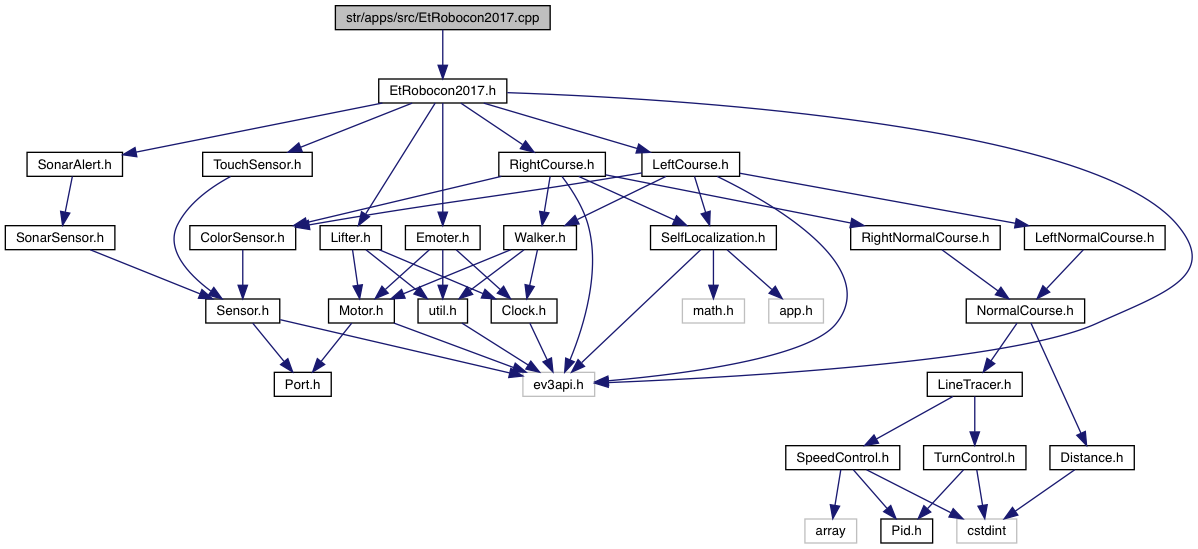 str/apps/src/EtRobocon2017.cpp
EtRobocon2017.h
SonarAlert.h
TouchSensor.h
RightCourse.h
LeftCourse.h
SonarSensor.h
ColorSensor.h
Lifter.h
Emoter.h
Walker.h
SelfLocalization.h
RightNormalCourse.h
LeftNormalCourse.h
Sensor.h
Motor.h
util.h
Clock.h
math.h
app.h
NormalCourse.h
Port.h
ev3api.h
LineTracer.h
SpeedControl.h
TurnControl.h
Distance.h
array
Pid.h
cstdint